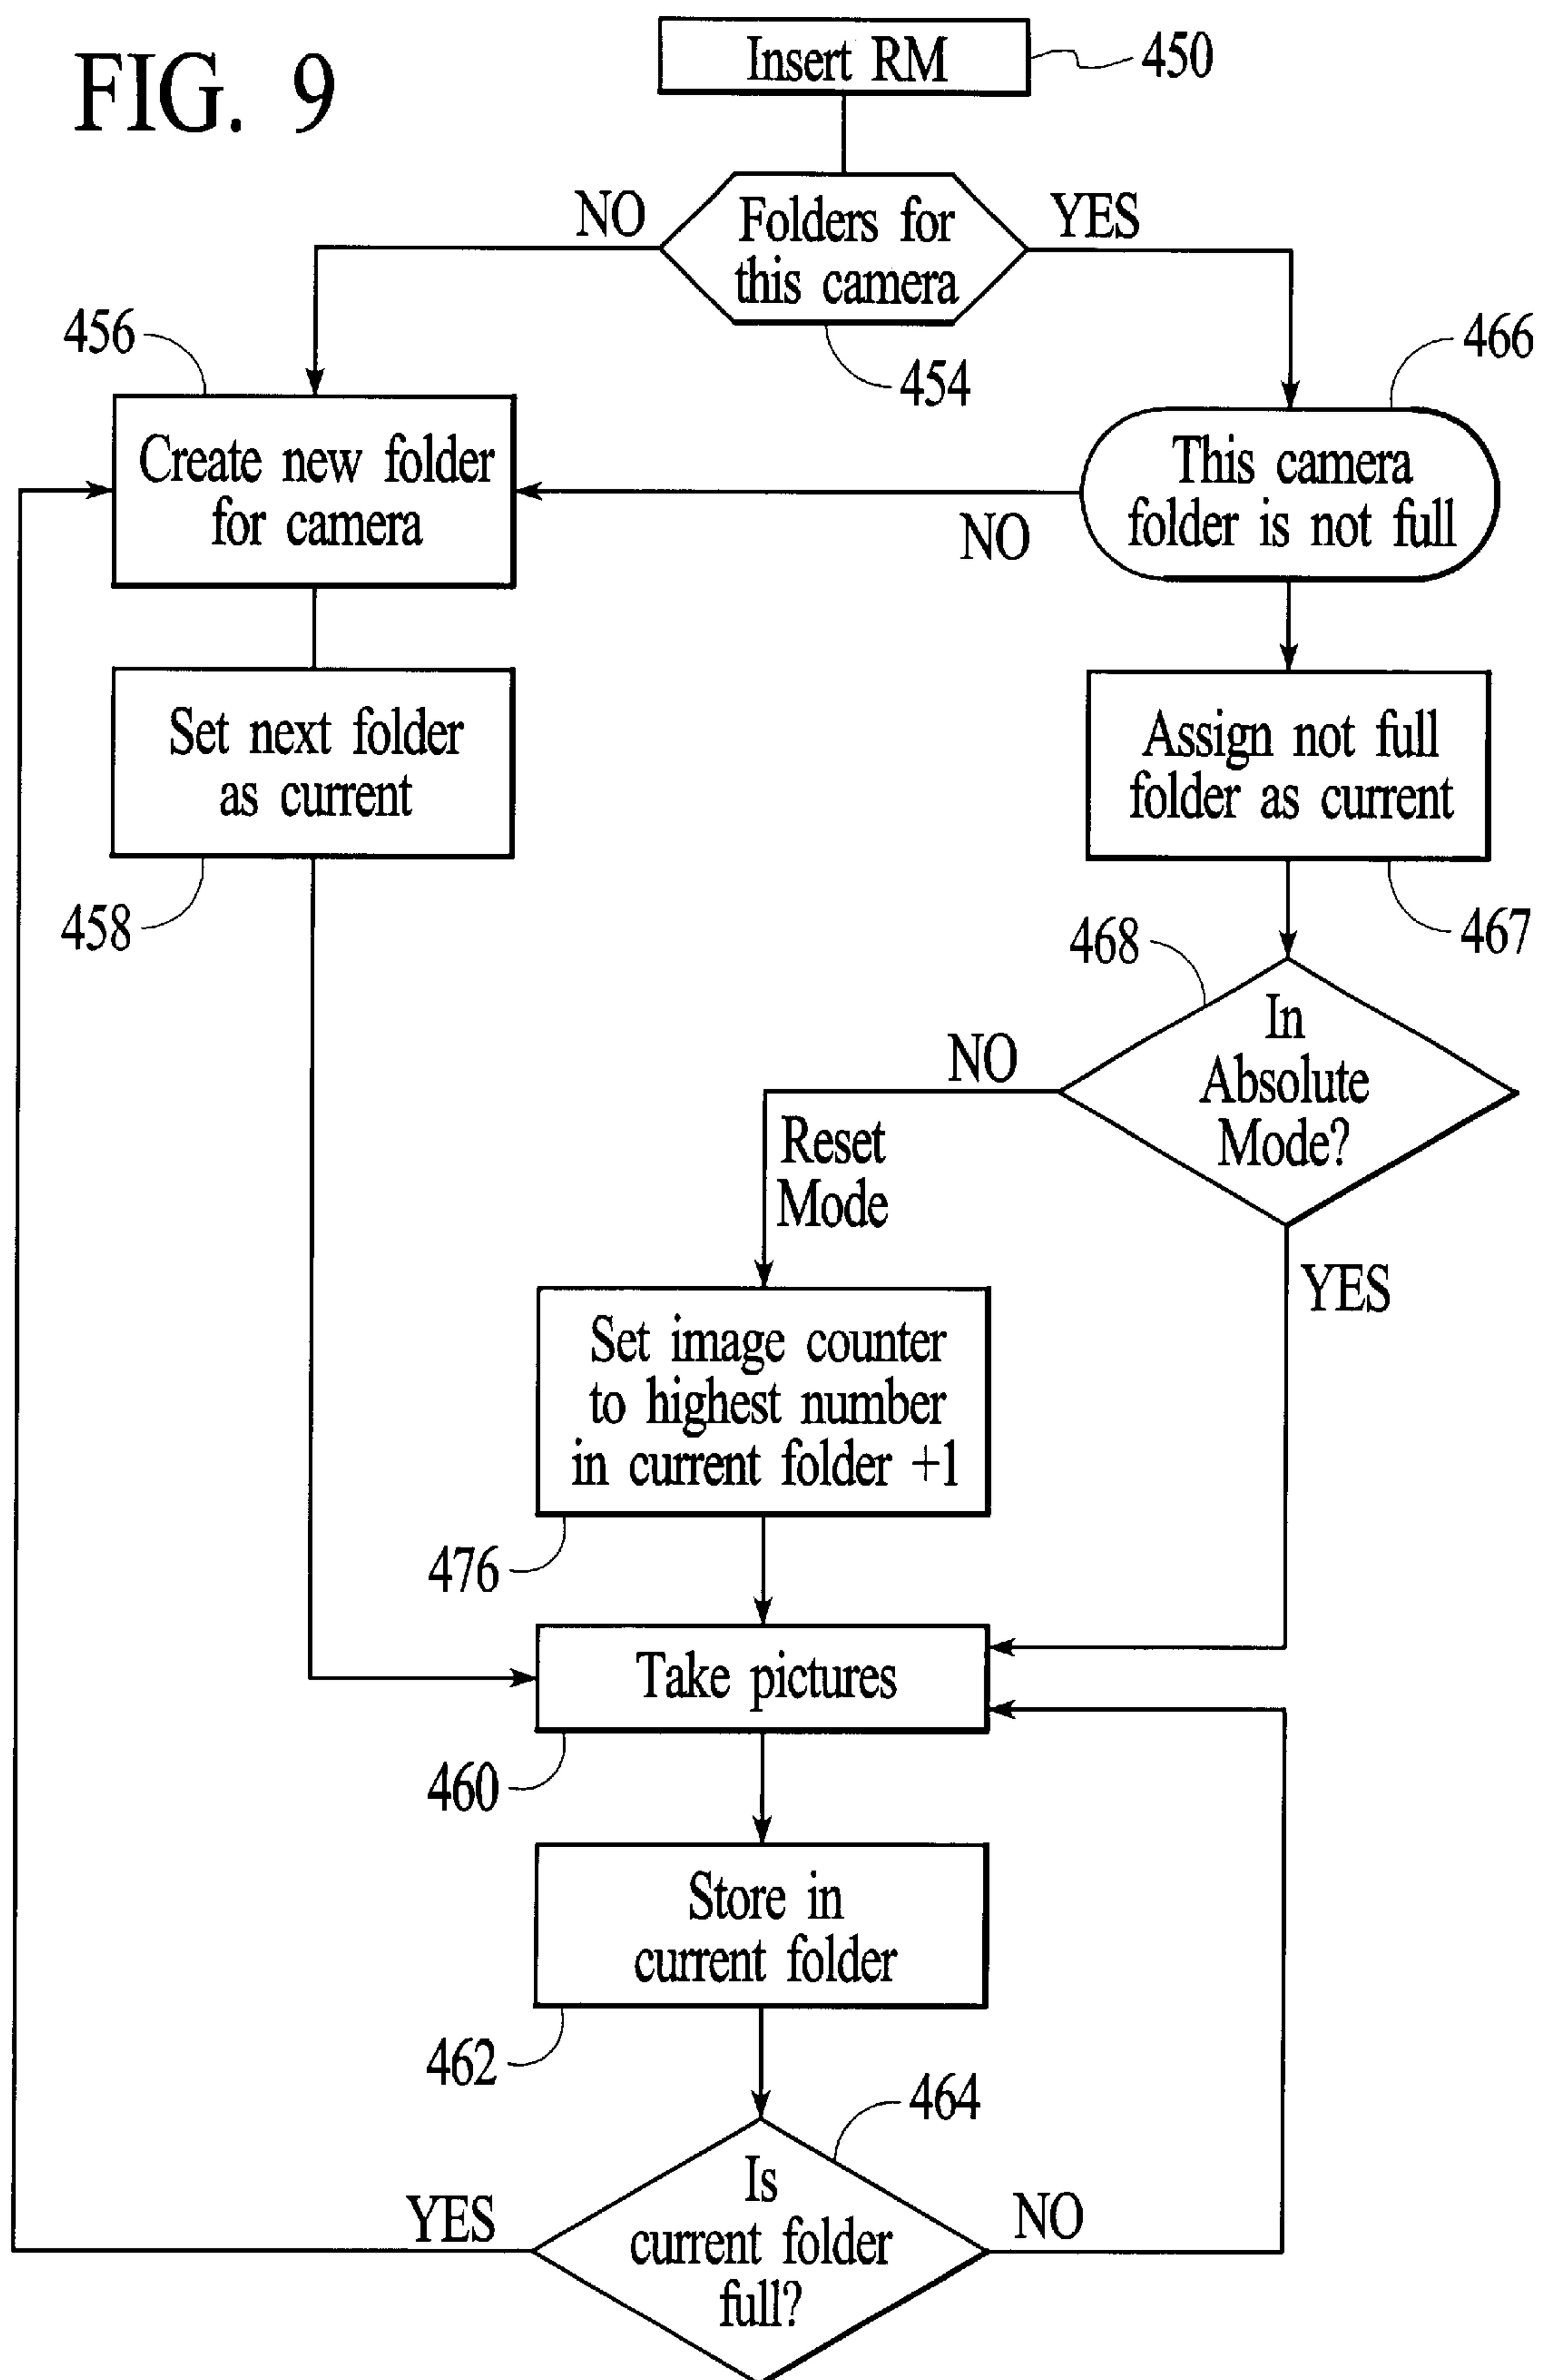 FIG. 9
Insert RM
450
NO
Folders for
this camera
YES
454
456
466
Create new folder
for camera
This camera
folder is not full
NO
Set next folder
as current
458
Assign not full
folder as current
467
468
In
Absolute
Mode?
NO
Reset
Mode
YES
Set image counter
to highest number
in current folder +1
476
Take pictures
460
Store in
current folder
462
464
Is
current folder
full?
YES
NO